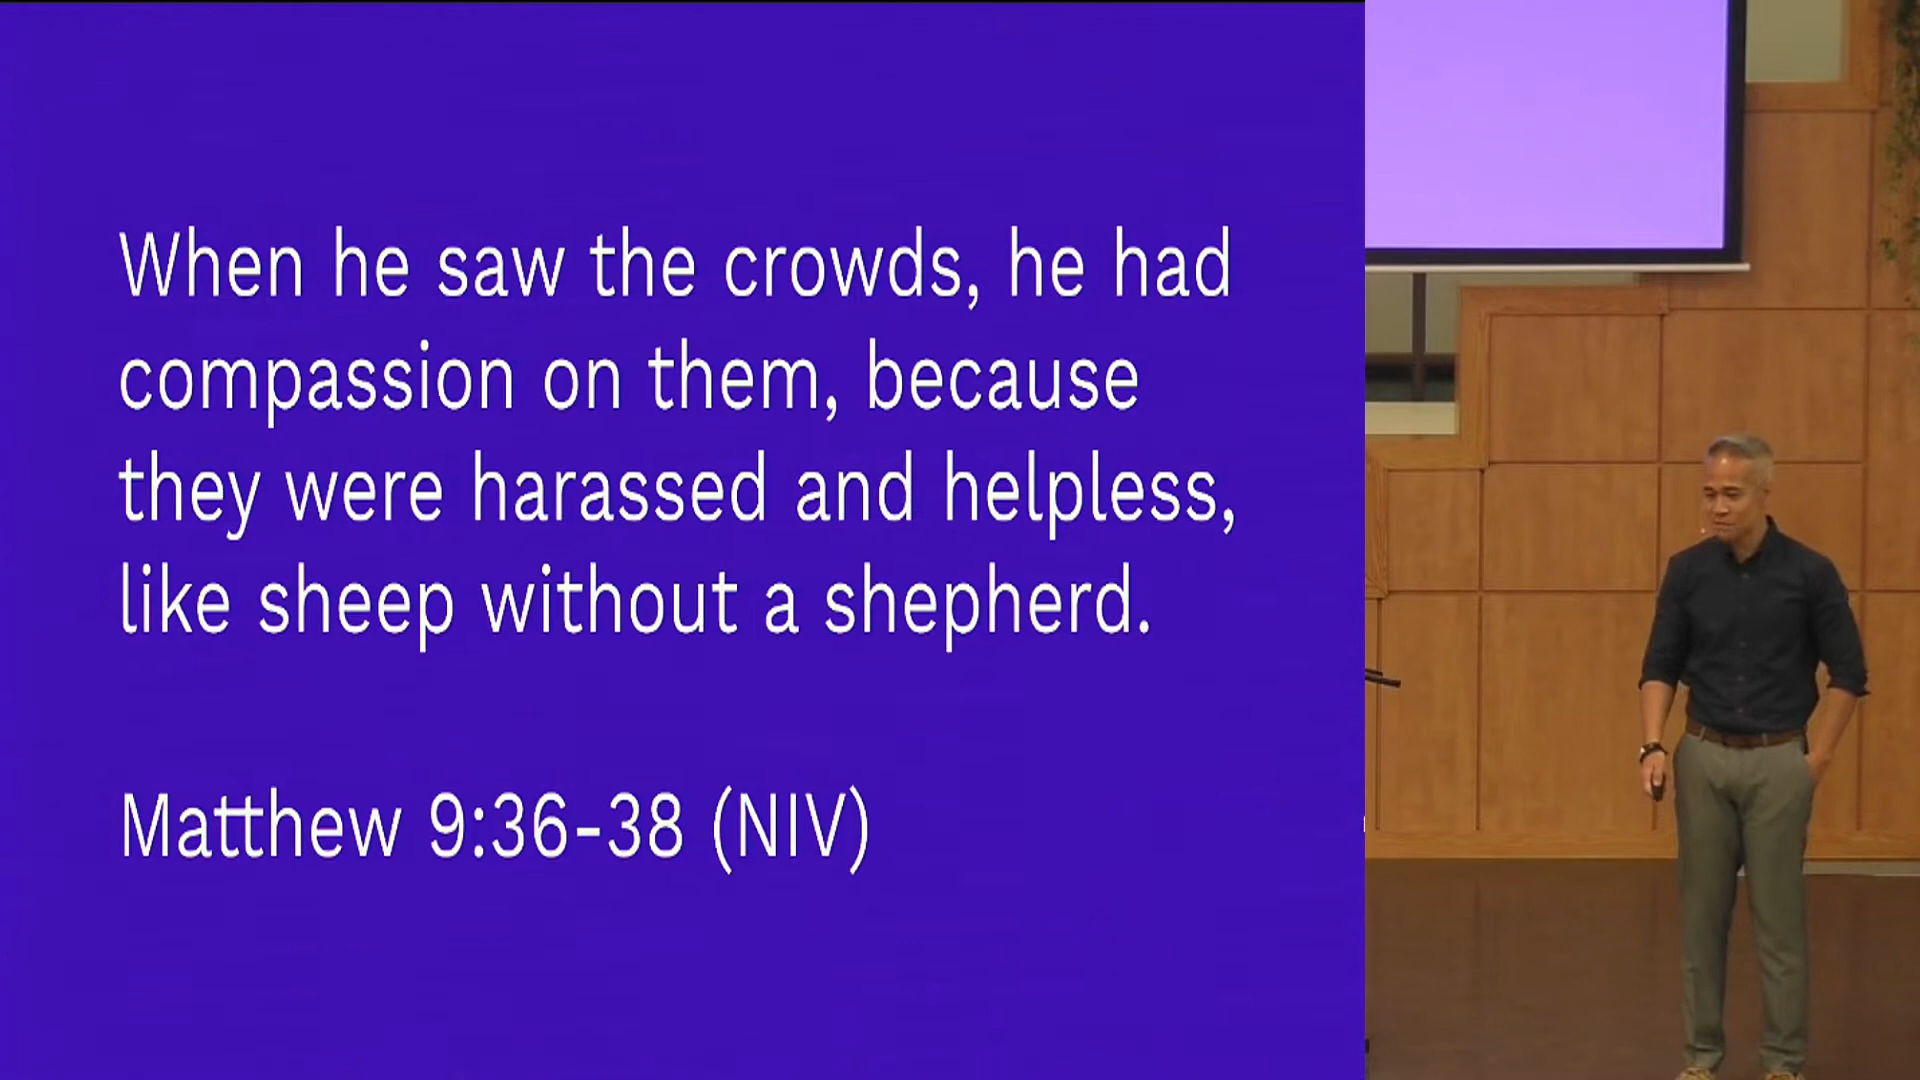 When he saw the crowds, he had
compassion on them, because
they were harassed and helpless,
like sheep without a shepherd.
Matthew 9:36-38 (NIV)